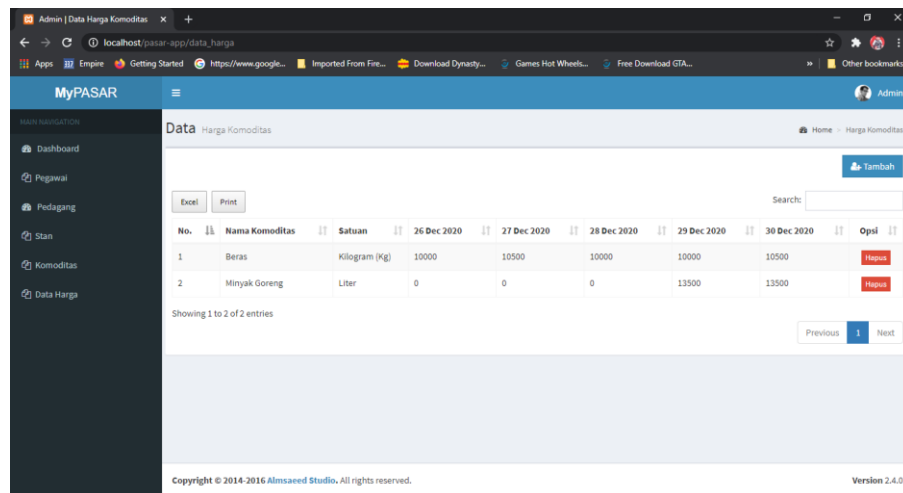 Admin | Data Harga Komoditas
localhost/pasar-app/data_harga
Apps Empire Getting Started https://www.google... Imported From Fire... Download Dynasty... Games Hot Wheels... Free Download GTA... » Other bookmarks
MyPASAR Admin
MAIN NAVIGATION
Dashboard
Pegawai
Pedagang
Stan
Komoditas
Data Harga
Data Harga Komoditas Home > Harga Komoditas
Tambah
Excel Print Search:
No. Nama Komoditas Satuan 26 Dec 2020 27 Dec 2020 28 Dec 2020 29 Dec 2020 30 Dec 2020 Opsi
1 Beras Kilogram (Kg) 10000 10500 10000 10000 10500 Hapus
2 Minyak Goreng Liter 0 0 0 13500 13500 Hapus
Showing 1 to 2 of 2 entries
Previous 1 Next
Copyright © 2014-2016 Almsaeed Studio. All rights reserved. Version 2.4.0